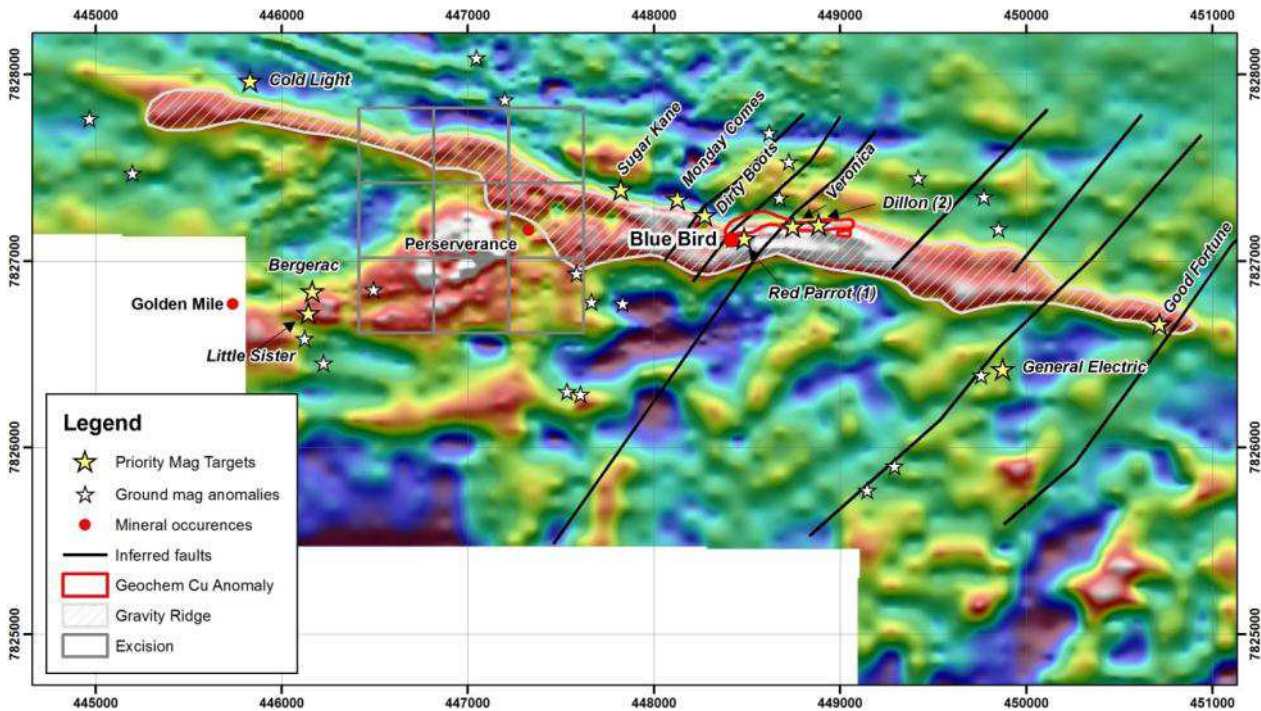 445000 446000 447000 448000 449000 450000 451000
7828000
7828000
Cold Light
Sugar Kane
Monday Comes
Dirty Boots
Veronica
Dillon (2)
Perserverance
Blue Bird
7827000
7827000
Bergerac
Golden Mile
Red Parrot (1)
Good Fortune
Little Sister
General Electric
7826000
7826000
Legend
Priority Mag Targets
Ground mag anomalies
Mineral occurences
Inferred faults
Geochem Cu Anomaly
Gravity Ridge
Excision
7825000
7825000
445000 446000 447000 448000 449000 450000 451000